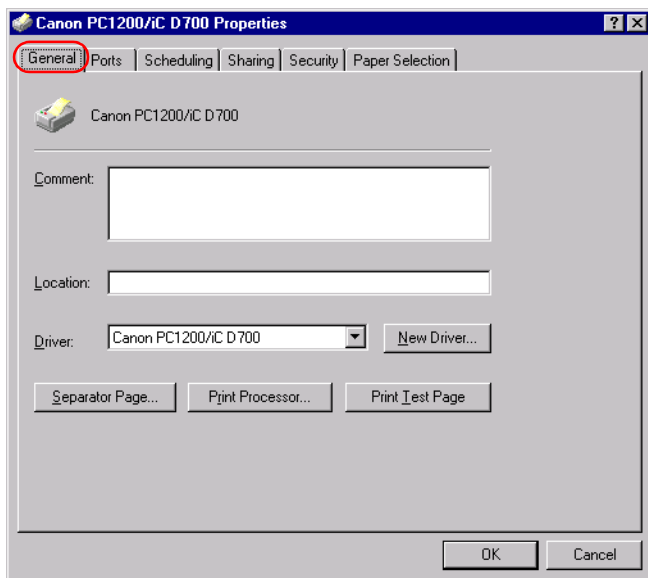 Canon PC1200/iC D700 Properties
General Ports Scheduling Sharing Security Paper Selection
Canon PC1200/iC D700
Comment:
Location:
Driver: Canon PC1200/iC D700 New Driver...
Separator Page... Print Processor... Print Test Page
OK Cancel